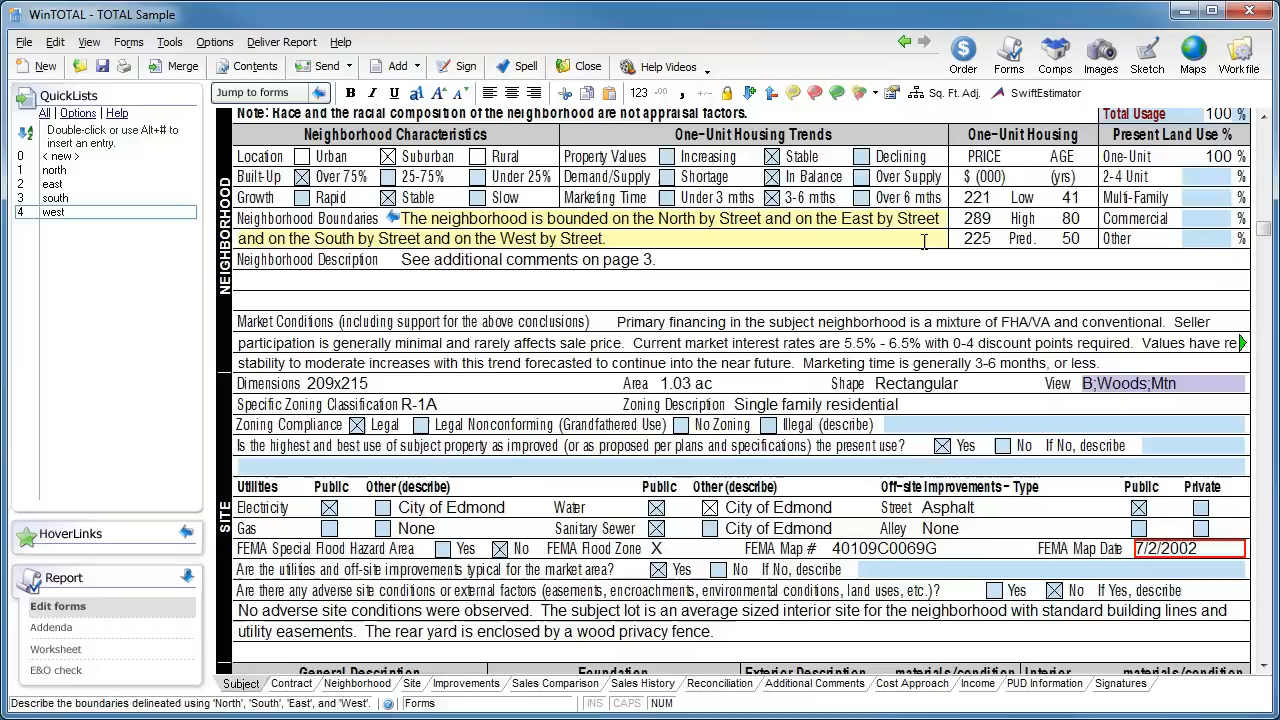 WinTOTAL - TOTAL Sample
File Edit View Forms Tools Options Deliver Report Help
New Merge Contents Send Add Sign Spell Close Help Videos
Order Forms Comps Images Sketch Maps Workfile
QuickLists
All | Options | Help
Double-click or use Alt+# to
insert an entry.
0 < new >
1 north
2 east
3 south
4 west
HoverLinks
Report
Edit forms
Addenda
Worksheet
E&O check
Jump to forms B I U aA A A 123 Sq. Ft. Adj. SwiftEstimator
Note: Race and the racial composition of the neighborhood are not appraisal factors. Total Usage 100 %
Neighborhood Characteristics One-Unit Housing Trends One-Unit Housing Present Land Use %
Location Urban Suburban Rural Property Values Increasing Stable Declining PRICE AGE One-Unit 100 %
Built-Up Over 75% 25-75% Under 25% Demand/Supply Shortage In Balance Over Supply $ (000) (yrs) 2-4 Unit %
Growth Rapid Stable Slow Marketing Time Under 3 mths 3-6 mths Over 6 mths 221 Low 41 Multi-Family %
Neighborhood Boundaries The neighborhood is bounded on the North by Street and on the East by Street 289 High 80 Commercial %
and on the South by Street and on the West by Street. 225 Pred. 50 Other %
Neighborhood Description See additional comments on page 3.
NEIGHBORHOOD
Market Conditions (including support for the above conclusions) Primary financing in the subject neighborhood is a mixture of FHA/VA and conventional. Seller
participation is generally minimal and rarely affects sale price. Current market interest rates are 5.5% - 6.5% with 0-4 discount points required. Values have re
stability to moderate increases with this trend forecasted to continue into the near future. Marketing time is generally 3-6 months, or less.
Dimensions 209x215 Area 1.03 ac Shape Rectangular View B;Woods;Mtn
Specific Zoning Classification R-1A Zoning Description Single family residential
Zoning Compliance Legal Legal Nonconforming (Grandfathered Use) No Zoning Illegal (describe)
Is the highest and best use of subject property as improved (or as proposed per plans and specifications) the present use? Yes No If No, describe
Utilities Public Other (describe) Public Other (describe) Off-site Improvements - Type Public Private
Electricity City of Edmond Water City of Edmond Street Asphalt
SITE
Gas None Sanitary Sewer City of Edmond Alley None
FEMA Special Flood Hazard Area Yes No FEMA Flood Zone X FEMA Map # 40109C0069G FEMA Map Date 7/2/2002
Are the utilities and off-site improvements typical for the market area? Yes No If No, describe
Are there any adverse site conditions or external factors (easements, encroachments, environmental conditions, land uses, etc.)? Yes No If Yes, describe
No adverse site conditions were observed. The subject lot is an average sized interior site for the neighborhood with standard building lines and
utility easements. The rear yard is enclosed by a wood privacy fence.
General Description Foundation Exterior Description materials/condition Interior materials/condition
Subject Contract Neighborhood Site Improvements Sales Comparison Sales History Reconciliation Additional Comments Cost Approach Income PUD Information Signatures
Describe the boundaries delineated using 'North', 'South', 'East', and 'West'. Forms INS CAPS NUM